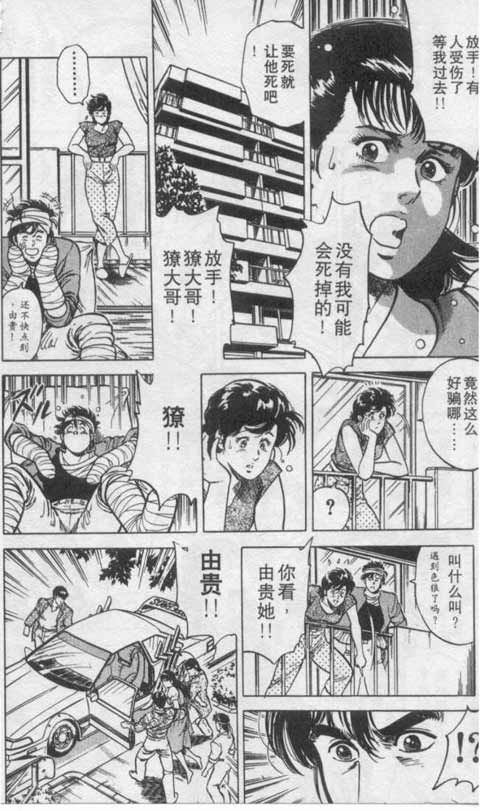 放手！有
人受伤了
等我过去！！
没有我可能
会死掉的！
要死就
让他死吧
！
放手！
獠大哥！
獠大哥！
………
还不快点到
，由贵！
竟然这么
好骗哪……
？
獠！！
ズル
叫什么叫？
遇到色狼了吗？
你看，
由贵她！！
由贵！！
！？